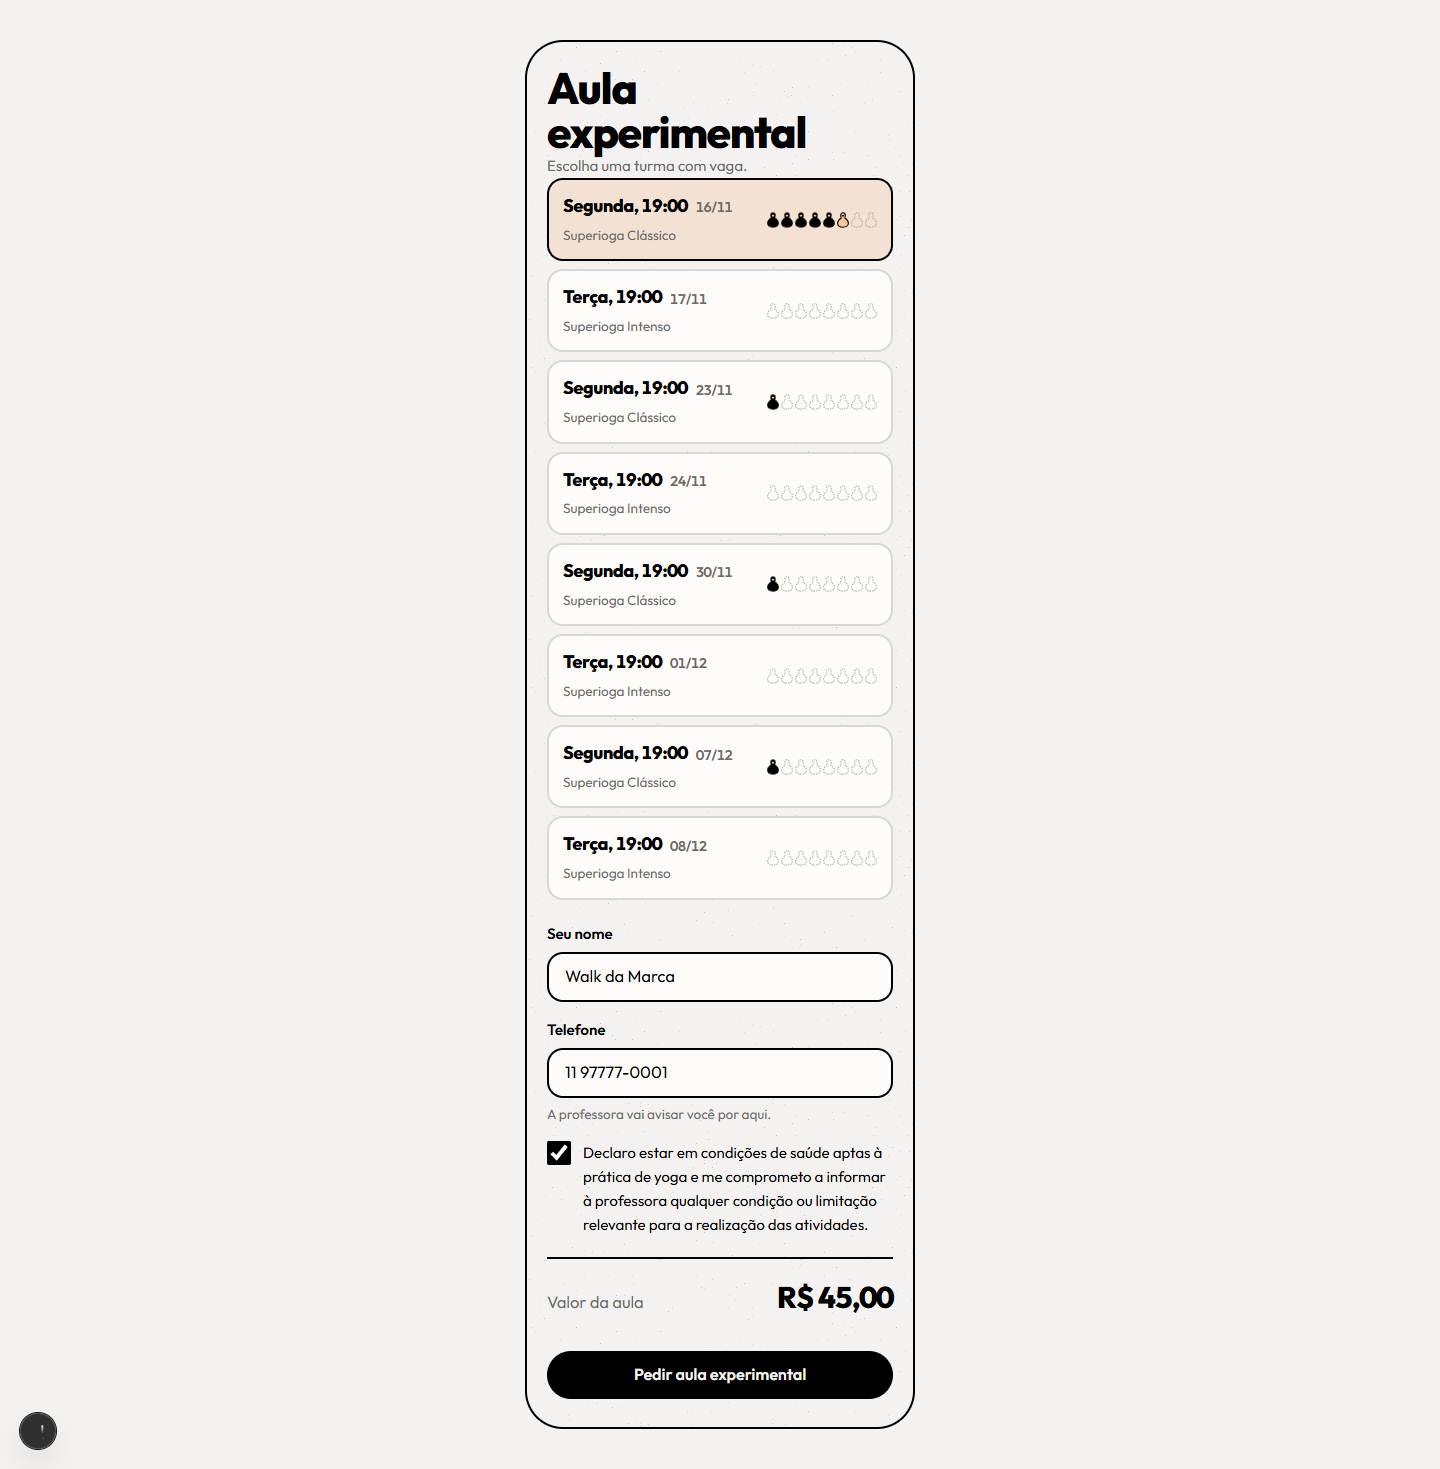 Aula
experimental
Escolha uma turma com vaga.
Segunda, 19:00 16/11
Superioga Clássico
Terça, 19:00 17/11
Superioga Intenso
Segunda, 19:00 23/11
Superioga Clássico
Terça, 19:00 24/11
Superioga Intenso
Segunda, 19:00 30/11
Superioga Clássico
Terça, 19:00 01/12
Superioga Intenso
Segunda, 19:00 07/12
Superioga Clássico
Terça, 19:00 08/12
Superioga Intenso
Seu nome
Walk da Marca
Telefone
11 97777-0001
A professora vai avisar você por aqui.
Declaro estar em condições de saúde aptas à
prática de yoga e me comprometo a informar
à professora qualquer condição ou limitação
relevante para a realização das atividades.
Valor da aula R$ 45,00
Pedir aula experimental